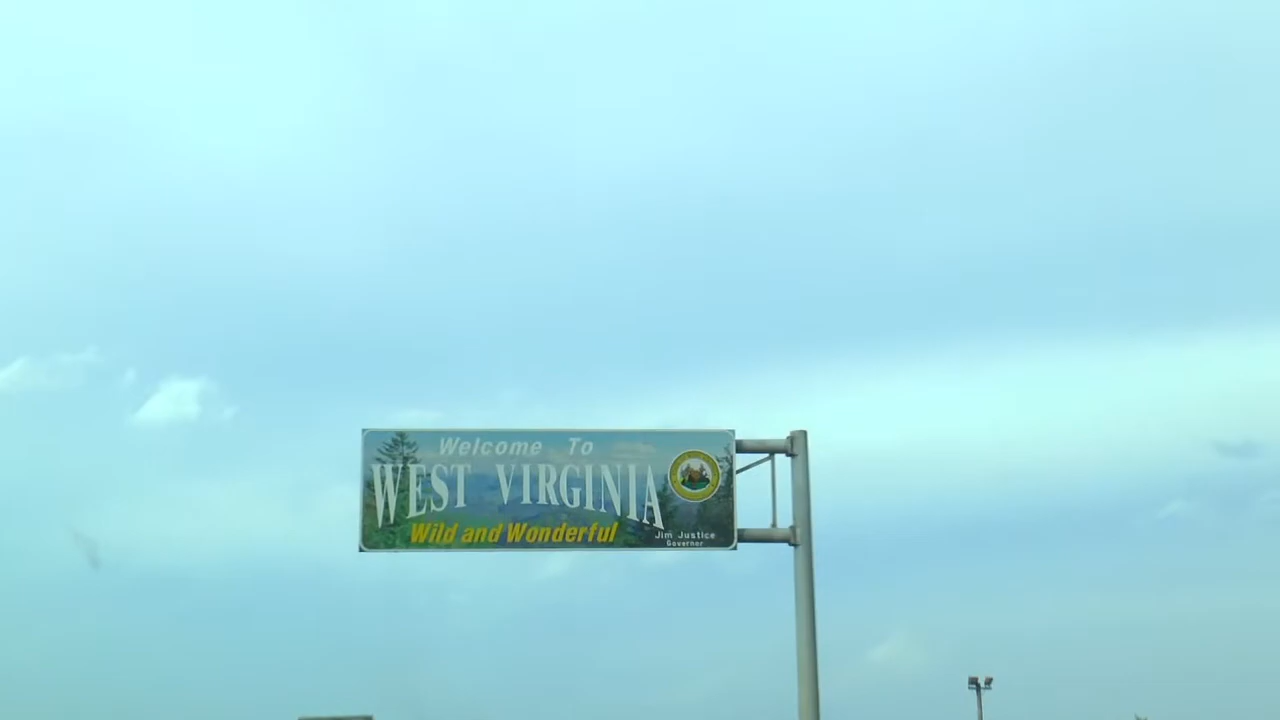 Welcome To
WEST VIRGINIA
Wild and Wonderful
Jim Justice
Governor